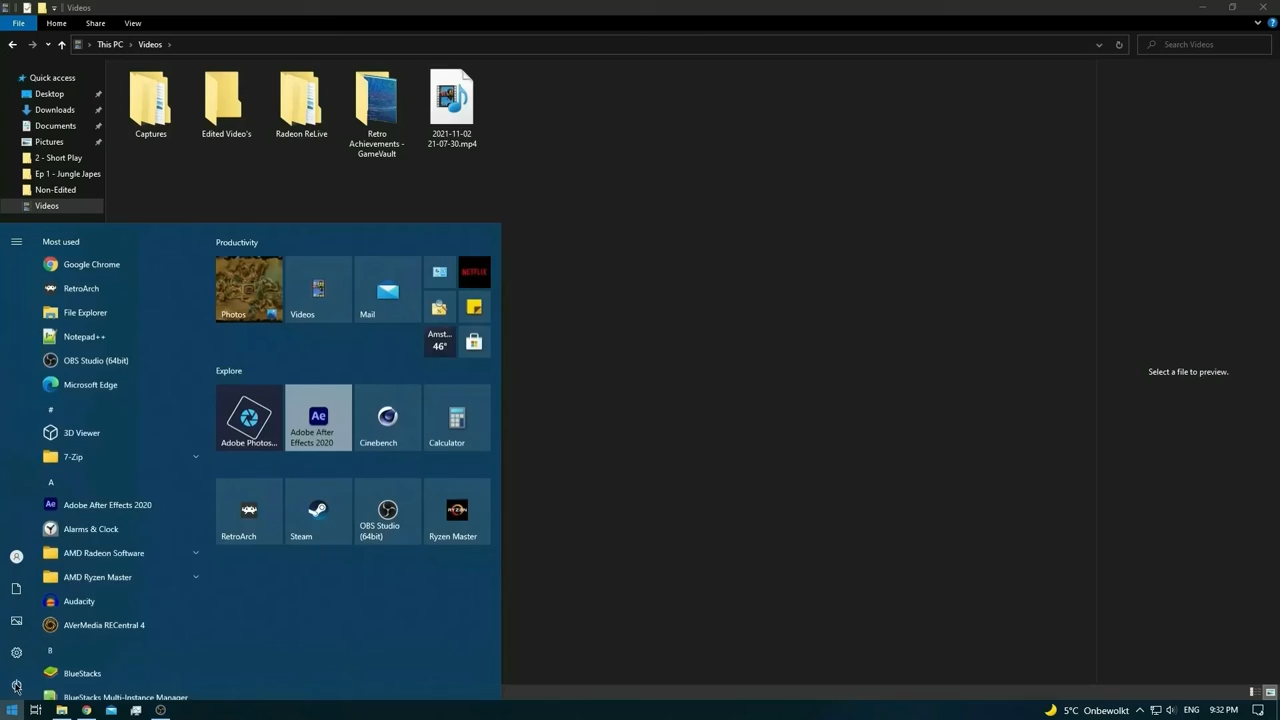 Videos
File
Home
Share
View
This PC
Videos
Search Videos
Quick access
Desktop
Downloads
Documents
Pictures
2 - Short Play
Ep 1 - Jungle Japes
Non-Edited
Videos
Captures
Edited Video's
Radeon ReLive
Retro
Achievements -
GameVault
2021-11-02
21-07-30.mp4
Select a file to preview.
Most used
Google Chrome
RetroArch
File Explorer
Notepad++
OBS Studio (64bit)
Microsoft Edge
#
3D Viewer
7-Zip
A
Adobe After Effects 2020
Alarms & Clock
AMD Radeon Software
AMD Ryzen Master
Audacity
AVerMedia RECentral 4
B
BlueStacks
BlueStacks Multi-Instance Manager
Productivity
Photos
Videos
Mail
NETFLIX
Amst...
46°
Explore
Adobe Photos...
Ae
Adobe After
Effects 2020
Cinebench
Calculator
RetroArch
Steam
OBS Studio
(64bit)
RYZEN
Ryzen Master
5°C Onbewolkt
ENG
9:32 PM